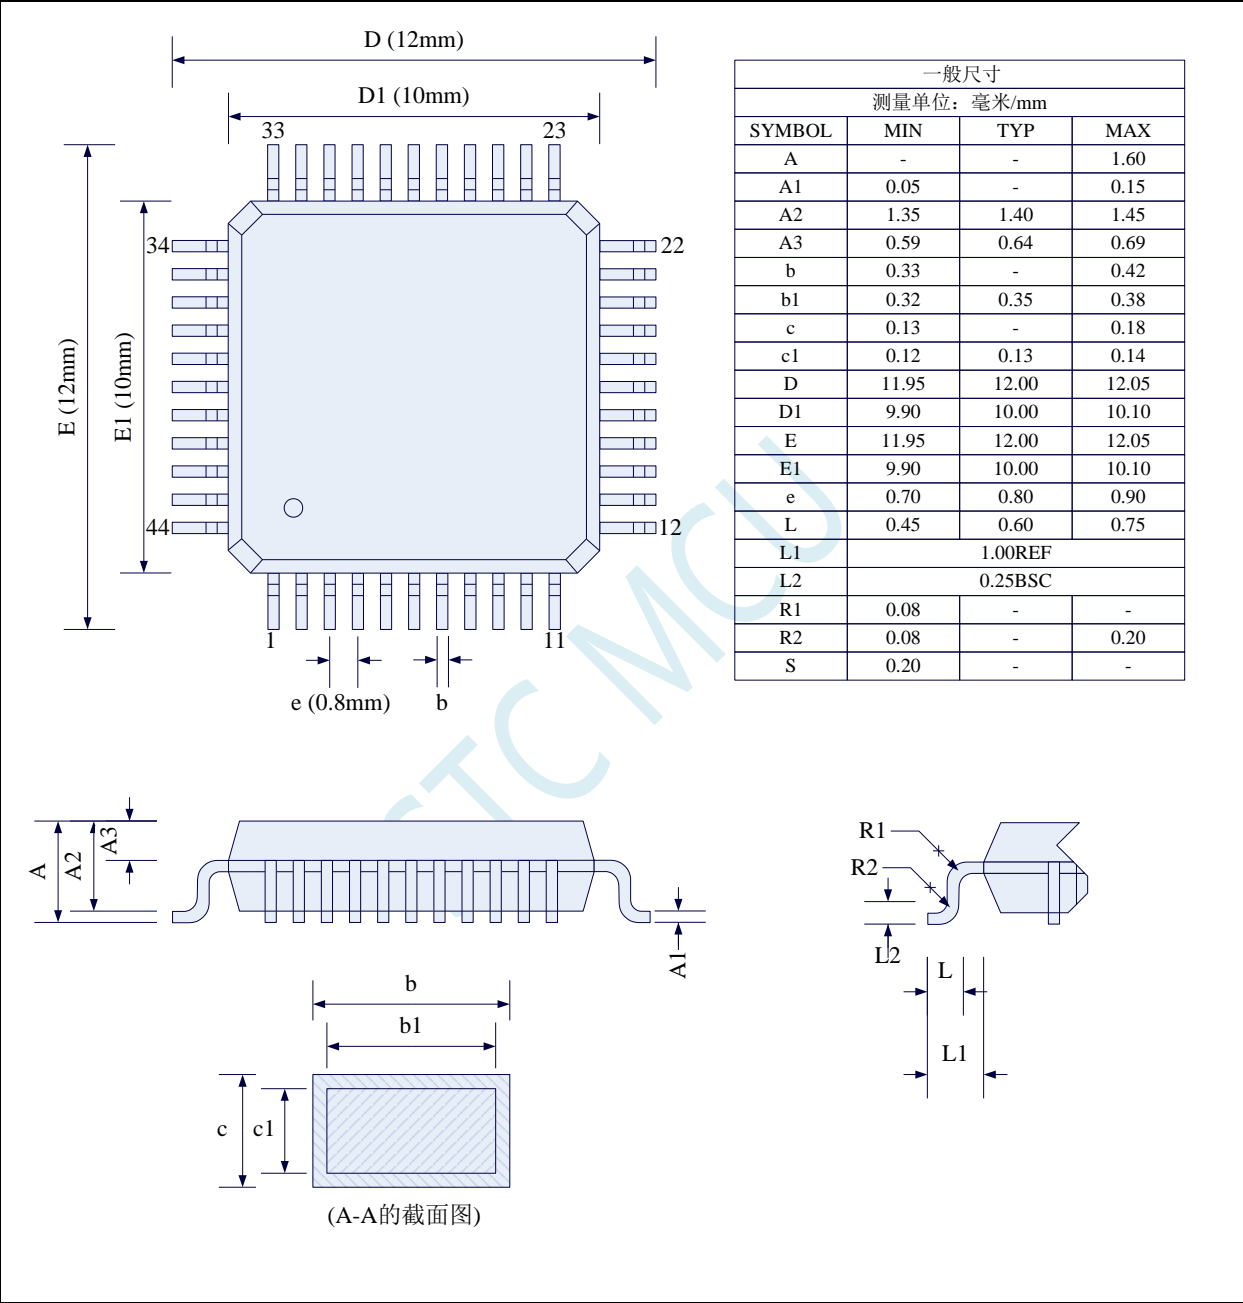 D (12mm)
D1 (10mm)
33 23
34 22
E (12mm)
E1 (10mm)
44 12
1 11
e (0.8mm) b
一般尺寸
测量单位：毫米/mm
SYMBOL MIN TYP MAX
A - - 1.60
A1 0.05 - 0.15
A2 1.35 1.40 1.45
A3 0.59 0.64 0.69
b 0.33 - 0.42
b1 0.32 0.35 0.38
c 0.13 - 0.18
c1 0.12 0.13 0.14
D 11.95 12.00 12.05
D1 9.90 10.00 10.10
E 11.95 12.00 12.05
E1 9.90 10.00 10.10
e 0.70 0.80 0.90
L 0.45 0.60 0.75
L1 1.00REF
L2 0.25BSC
R1 0.08 - -
R2 0.08 - 0.20
S 0.20 - -
STC MCU
A
A2
A3
A1
R1
R2
L2
L
L1
b
b1
c c1
(A-A的截面图)